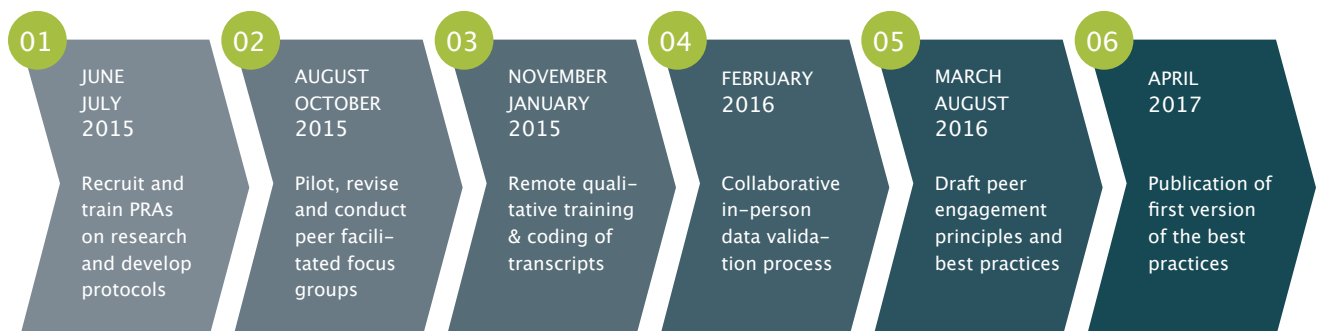 01
JUNE
JULY
2015
Recruit and
train PRAs
on research
and develop
protocols
02
AUGUST
OCTOBER
2015
Pilot, revise
and conduct
peer facili-
tated focus
groups
03
NOVEMBER
JANUARY
2015
Remote quali-
tative training
& coding of
transcripts
04
FEBRUARY
2016
Collaborative
in-person
data valida-
tion process
05
MARCH
AUGUST
2016
Draft peer
engagement
principles and
best practices
06
APRIL
2017
Publication of
first version
of the best
practices